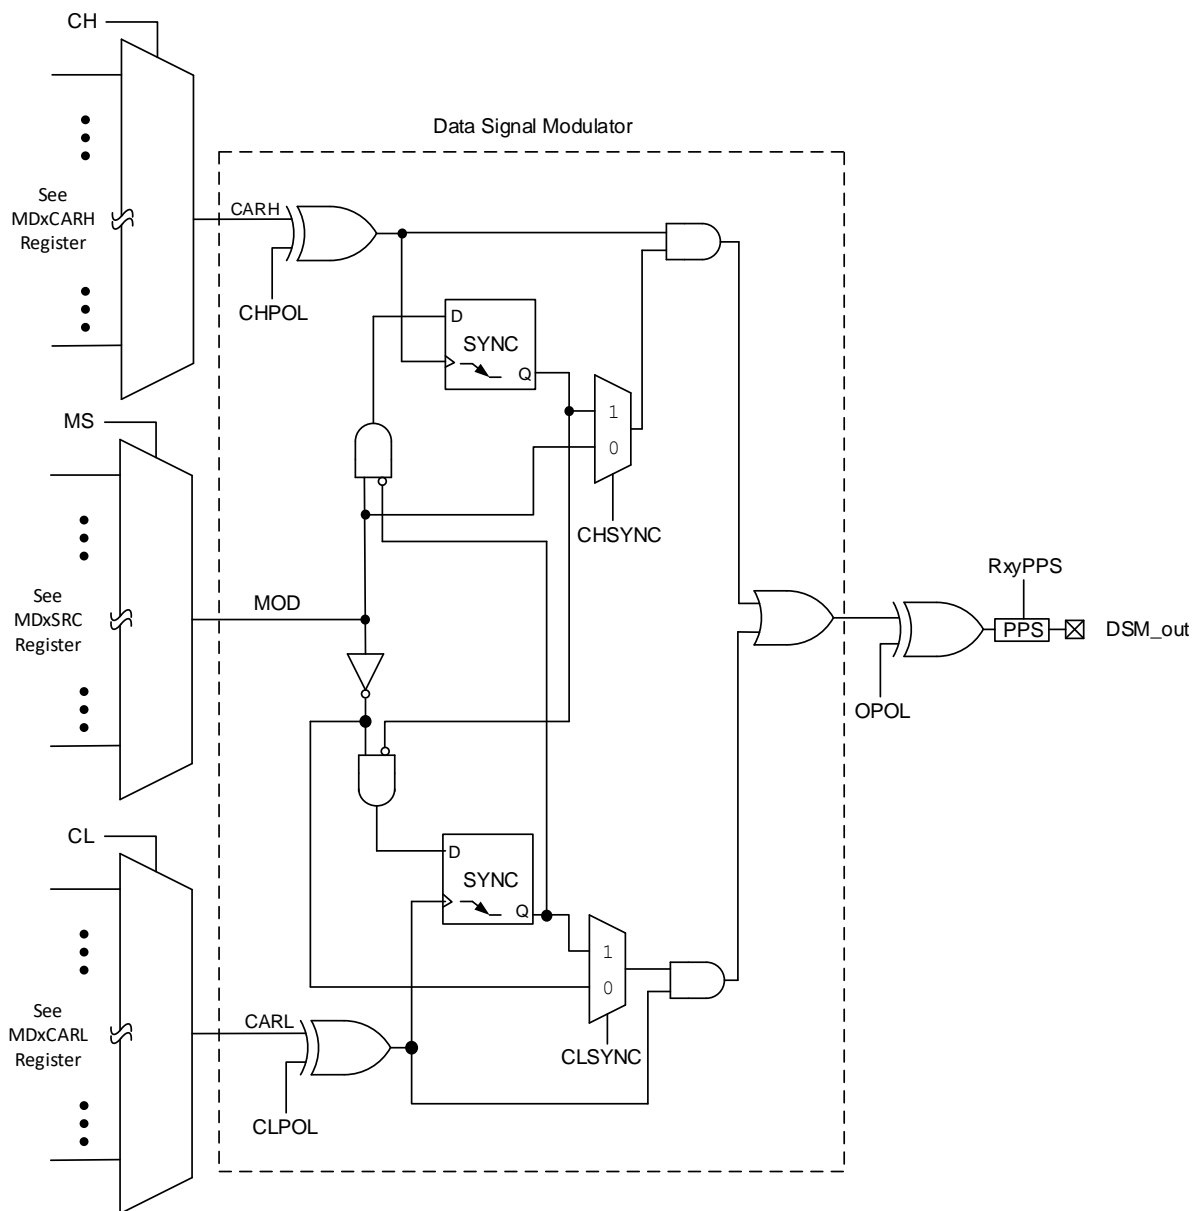 CH
Data Signal Modulator
See
MDxCARH
Register
CARH
CHPOL
D
SYNC
Q
1
0
CHSYNC
MS
See
MDxSRC
Register
MOD
RxyPPS
PPS
DSM_out
OPOL
CL
D
SYNC
Q
1
0
CLSYNC
See
MDxCARL
Register
CARL
CLPOL